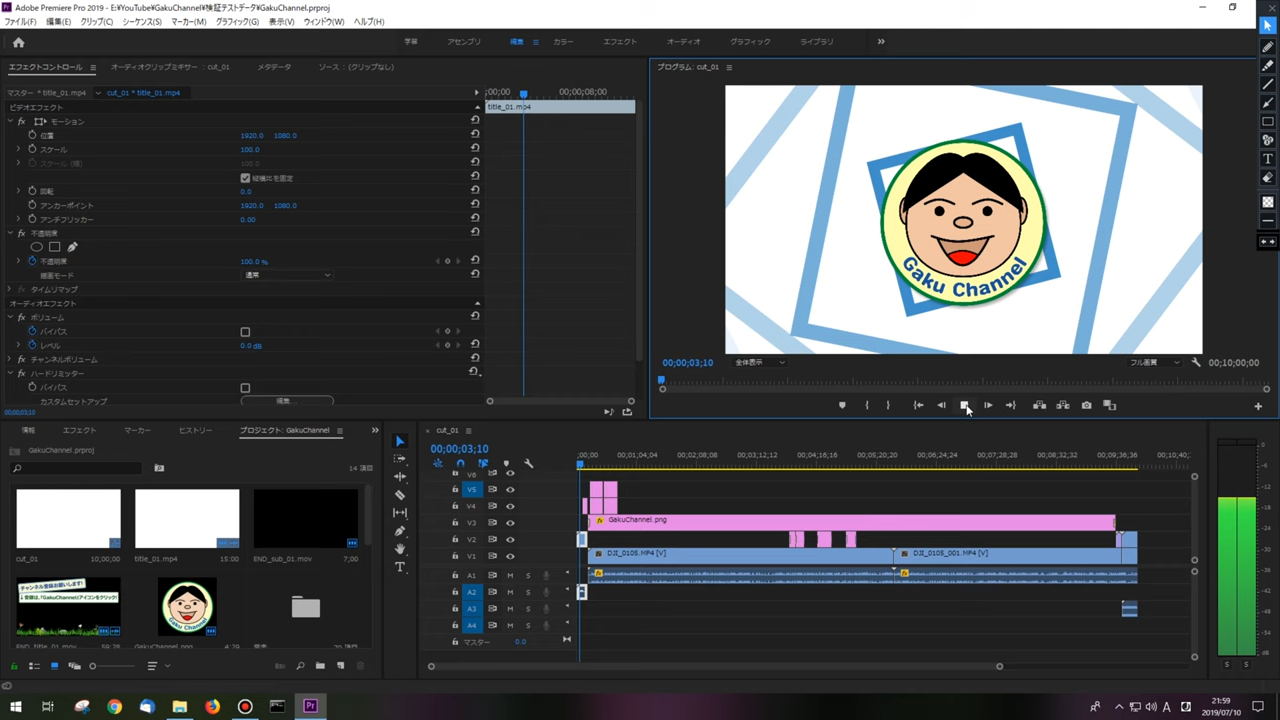 Adobe Premiere Pro 2019 - E:¥YouTube¥GakuChannel¥検証テストデータ¥GakuChannel.prproj
ファイル(F) 編集(E) クリップ(C) シーケンス(S) マーカー(M) グラフィック(G) 表示(V) ウィンドウ(W) ヘルプ(H)
学習 アセンブリ 編集 カラー エフェクト オーディオ グラフィック ライブラリ
エフェクトコントロール オーディオクリップミキサー : cut_01 メタデータ ソース : (クリップなし)
プログラム: cut_01
マスター * title_01.mp4 cut_01 * title_01.mp4
;00;00 00;00;08;00
ビデオエフェクト
title_01.mp4
モーション
位置 1920.0 1080.0
スケール 100.0
スケール (幅) 100.0
縦横比を固定
回転 0.0
アンカーポイント 1920.0 1080.0
アンチフリッカー 0.00
不透明度
不透明度 100.0 %
描画モード 通常
タイムリマップ
オーディオエフェクト
ボリューム
バイパス
レベル 0.0 dB
チャンネルボリューム
ハードリミッター
バイパス
カスタムセットアップ 編集...
00;00;03;10
Gaku Channel
00;00;03;10 全体表示 フル画質 00;10;00;00
情報 エフェクト マーカー ヒストリー プロジェクト: GakuChannel
GakuChannel.prproj
14 項目
cut_01 10;00;00
title_01.mp4 15:00
END_sub_01.mov 7:00
チャンネル登録お願いします!
登録は、「GakuChannel」アイコンをクリック!
Gaku Channel
END_title_01.mov 59:28
GakuChannel.png 4:29
cut_01
00;00;03;10
;00;00 00;01;04;04 00;02;08;08 00;03;12;12 00;04;16;16 00;05;20;20 00;06;24;24 00;07;28;28 00;08;32;32 00;09;36;36 00;10;40;
V6
V5
V4
V3 GakuChannel.png
V2
V1 DJI_0105.MP4 [V] DJI_0105_001.MP4 [V]
A1 M S
A2 M S
A3 M S
A4 M S
マスター 0.0
S S
21:59
2019/07/10